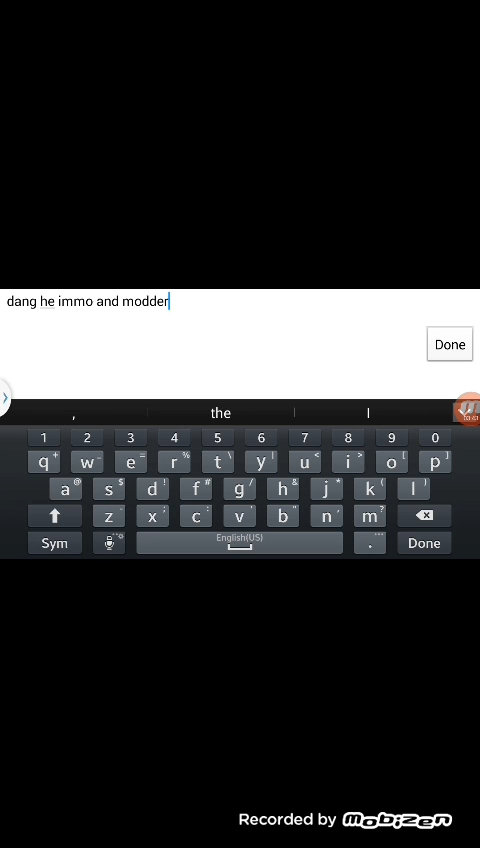 dang he immo and modder
Done
, the I
1 2 3 4 5 6 7 8 9 0
q + w - e = r % t \ y | u < i > o [ p ]
a @ s $ d ! f # g / h & j * k ( l )
z x ; c : v ' b " n , m ?
Sym English(US) . ... Done
Recorded by Mobizen